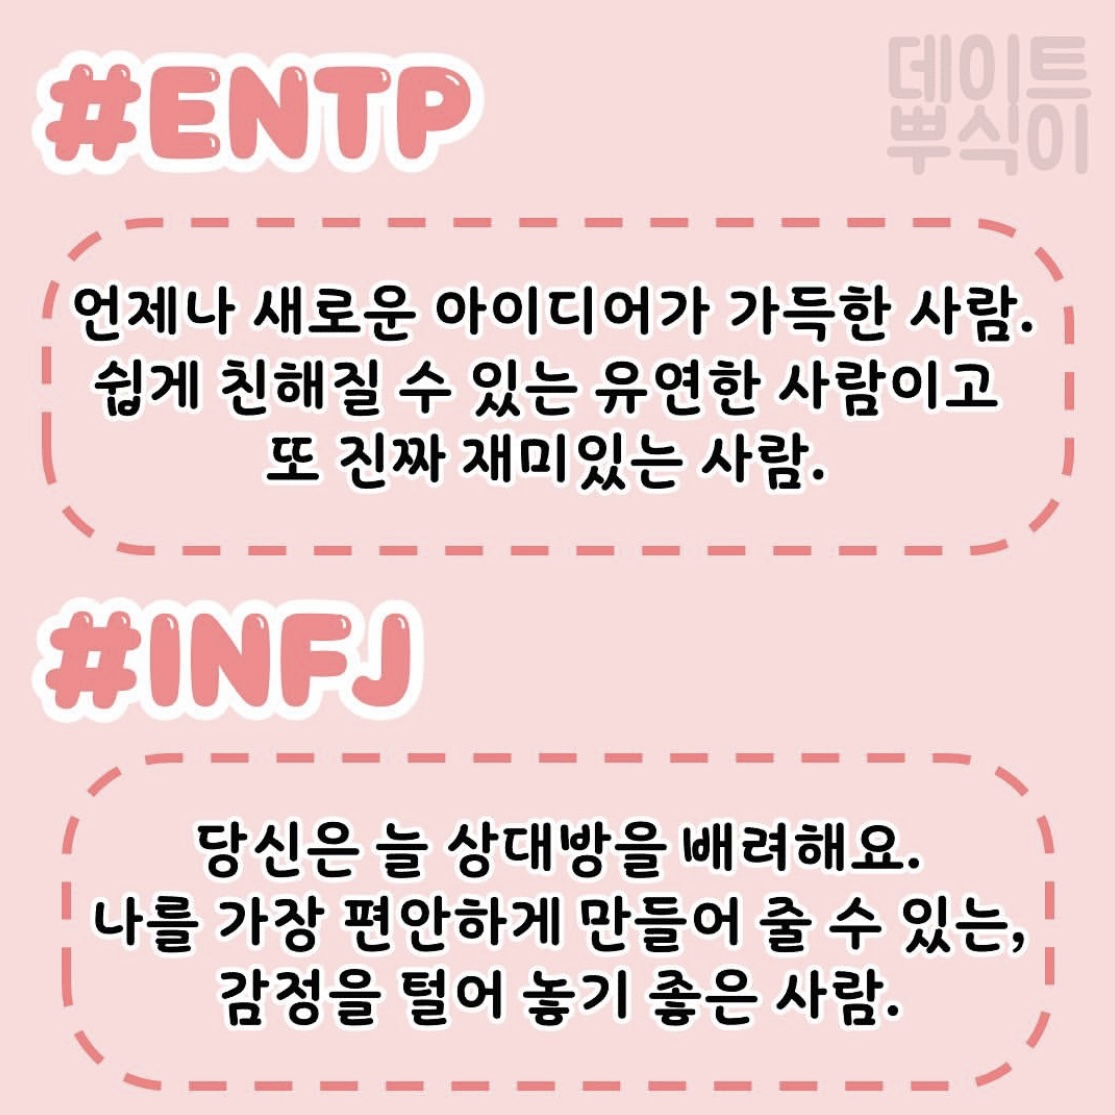 #ENTP
데이트
뿌식이
언제나 새로운 아이디어가 가득한 사람.
쉽게 친해질 수 있는 유연한 사람이고
또 진짜 재미있는 사람.
#INFJ
당신은 늘 상대방을 배려해요.
나를 가장 편안하게 만들어 줄 수 있는,
감정을 털어 놓기 좋은 사람.